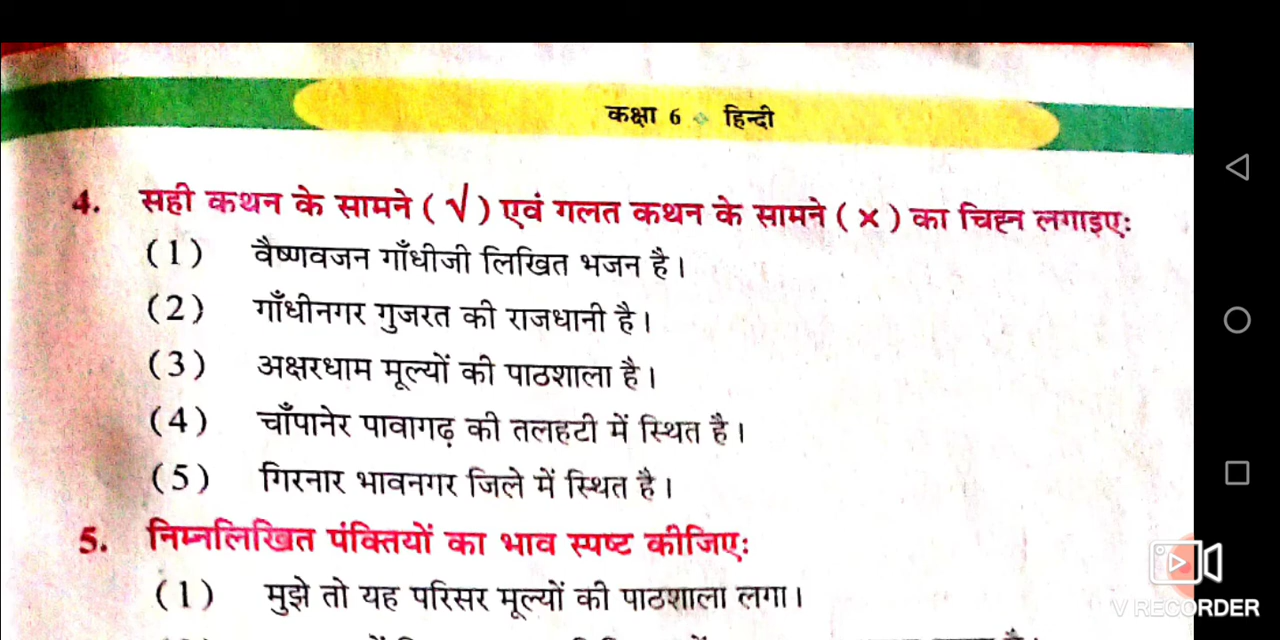 कक्षा 6 ❖ हिन्दी
4. सही कथन के सामने ( √ ) एवं गलत कथन के सामने ( × ) का चिह्न लगाइएः
(1) वैष्णवजन गाँधीजी लिखित भजन है।
(2) गाँधीनगर गुजरत की राजधानी है।
(3) अक्षरधाम मूल्यों की पाठशाला है।
(4) चाँपानेर पावागढ़ की तलहटी में स्थित है।
(5) गिरनार भावनगर जिले में स्थित है।
5. निम्नलिखित पंक्तियों का भाव स्पष्ट कीजिएः
(1) मुझे तो यह परिसर मूल्यों की पाठशाला लगा।
V RECORDER